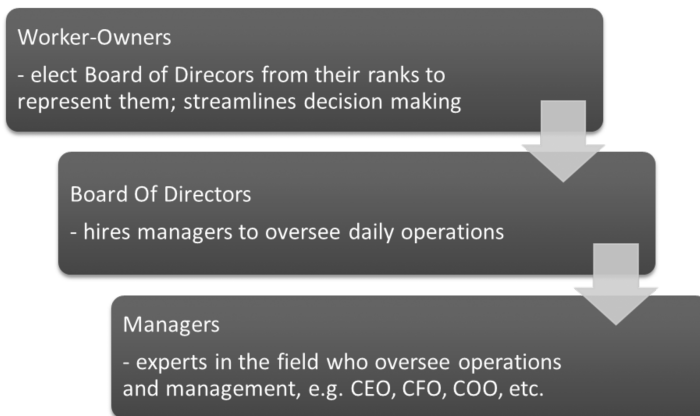 Worker-Owners
- elect Board of Direcors from their ranks to
represent them; streamlines decision making
Board Of Directors
- hires managers to oversee daily operations
Managers
- experts in the field who oversee operations
and management, e.g. CEO, CFO, COO, etc.